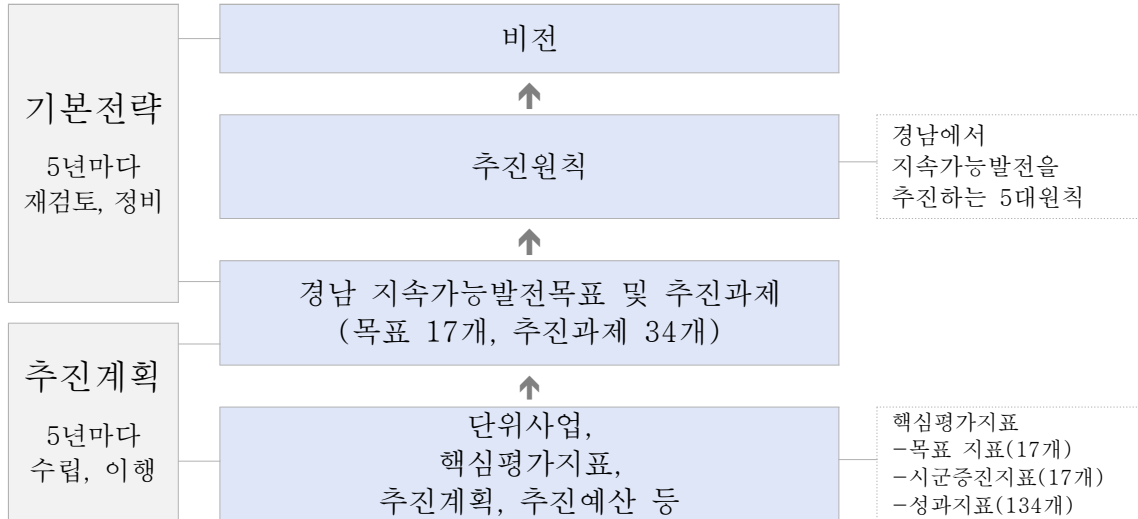 기본전략
5년마다
재검토, 정비
비전
추진원칙
경남에서
지속가능발전을
추진하는 5대원칙
경남 지속가능발전목표 및 추진과제
(목표 17개, 추진과제 34개)
추진계획
5년마다
수립, 이행
단위사업,
핵심평가지표,
추진계획, 추진예산 등
핵심평가지표
-목표 지표(17개)
-시군증진지표(17개)
-성과지표(134개)